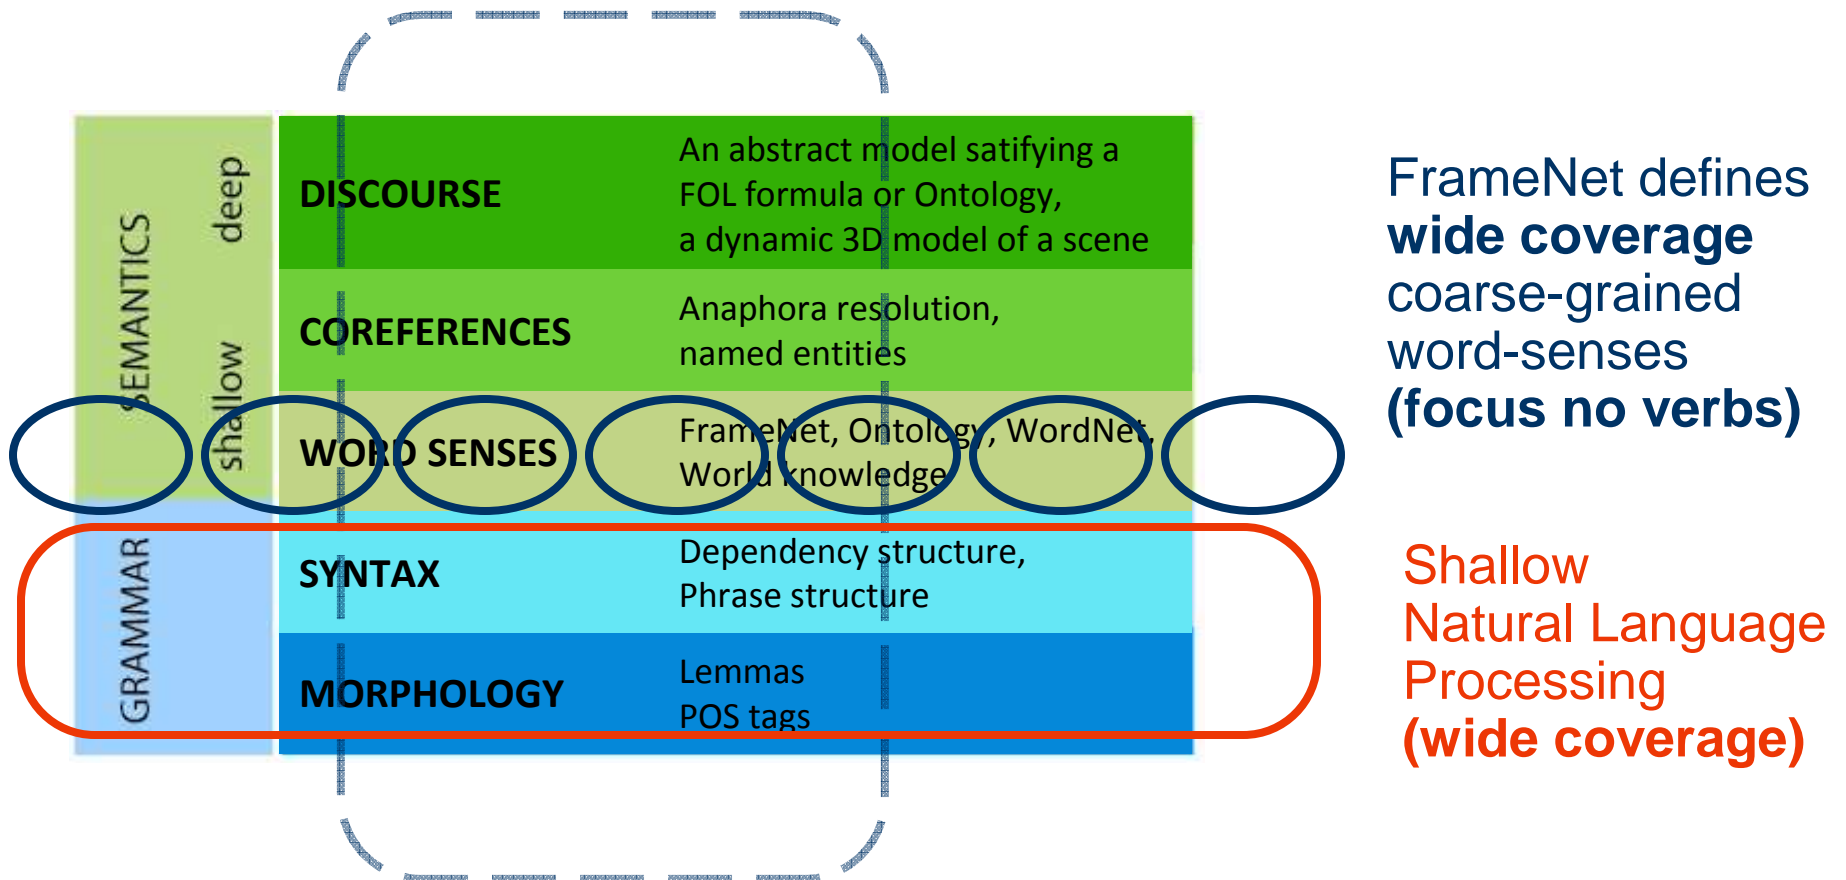 SEMANTICS
deep
shallow
GRAMMAR
DISCOURSE
An abstract model satifying a
FOL formula or Ontology,
a dynamic 3D model of a scene
COREFERENCES
Anaphora resolution,
named entities
WORD SENSES
FrameNet, Ontology, WordNet,
World knowledge
SYNTAX
Dependency structure,
Phrase structure
MORPHOLOGY
Lemmas
POS tags
FrameNet defines
wide coverage
coarse-grained
word-senses
(focus no verbs)
Shallow
Natural Language
Processing
(wide coverage)